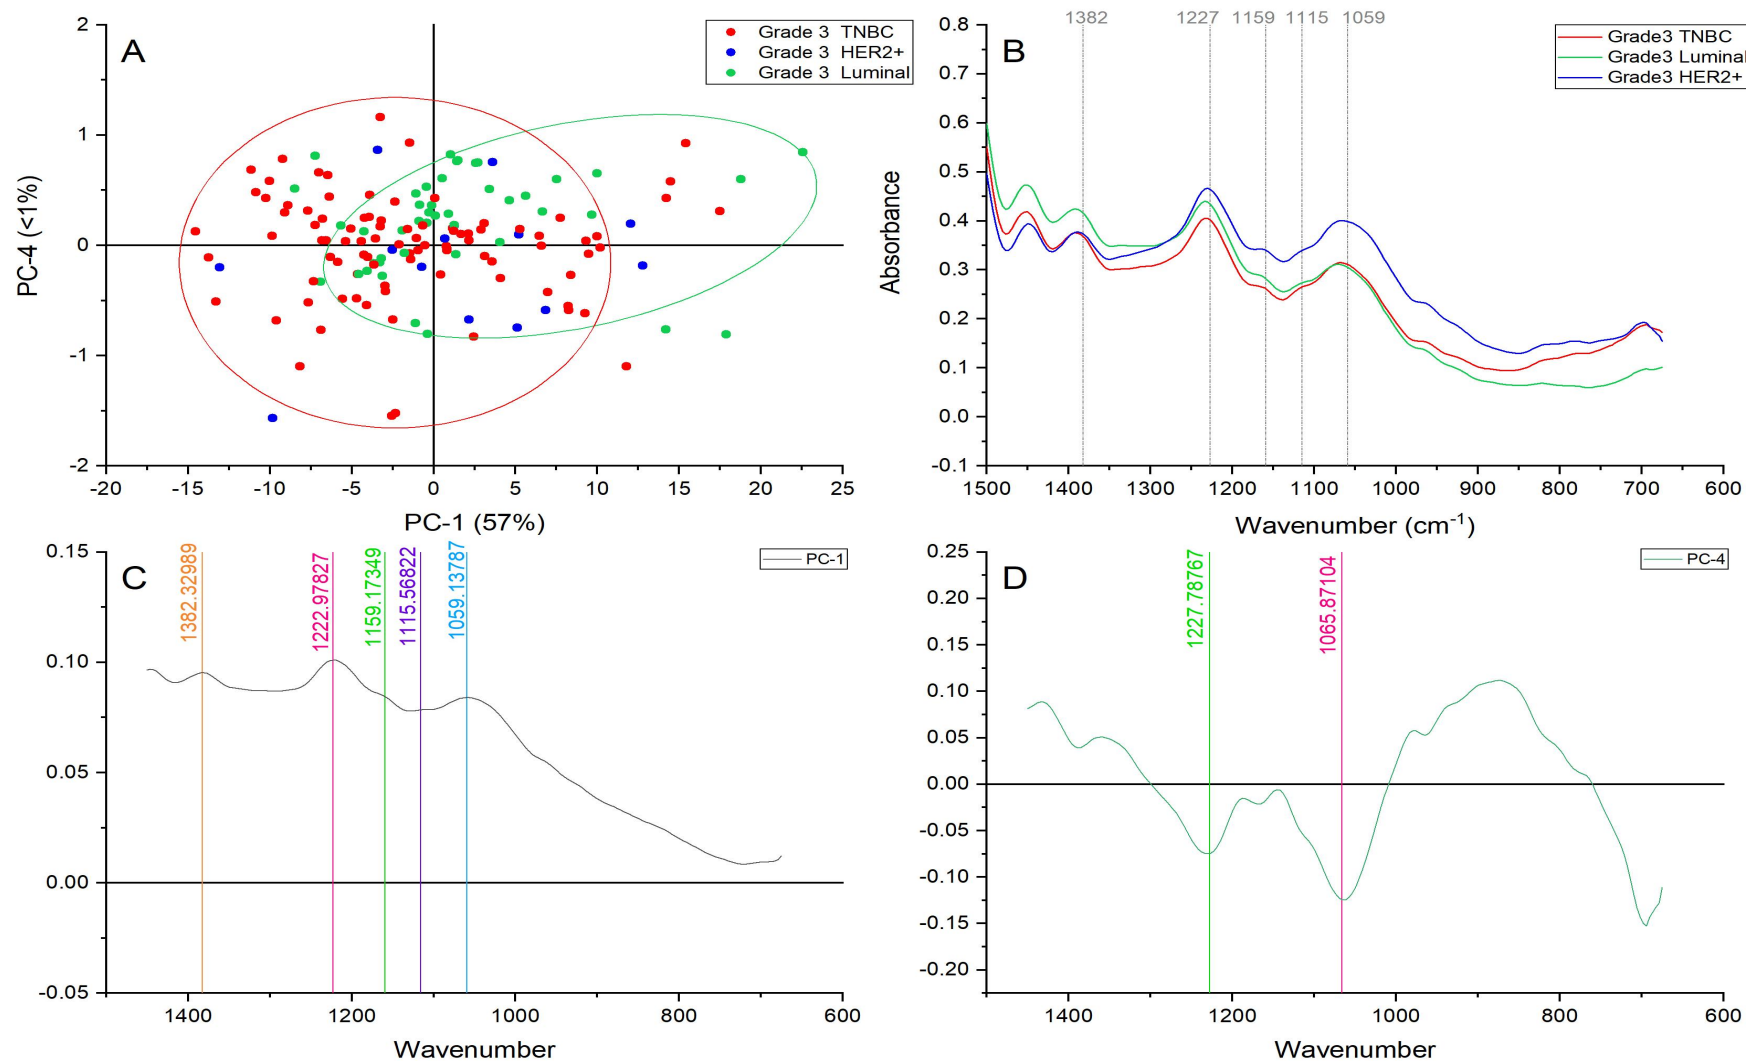 A
Grade 3 TNBC
Grade 3 HER2+
Grade 3 Luminal
2
1
0
-1
-2
PC-4 (<1%)
-20 -15 -10 -5 0 5 10 15 20 25
PC-1 (57%)
B
1382 1227 1159 1115 1059
Grade3 TNBC
Grade3 Luminal
Grade3 HER2+
0.8
0.7
0.6
0.5
0.4
0.3
0.2
0.1
0.0
-0.1
Absorbance
1500 1400 1300 1200 1100 1000 900 800 700 600
Wavenumber (cm⁻¹)
C
1382.32989
1222.97827
1159.17349
1115.56822
1059.13787
PC-1
0.15
0.10
0.05
0.00
-0.05
1400 1200 1000 800 600
Wavenumber
D
1227.78767
1065.87104
PC-4
0.25
0.20
0.15
0.10
0.05
0.00
-0.05
-0.10
-0.15
-0.20
1400 1200 1000 800 600
Wavenumber